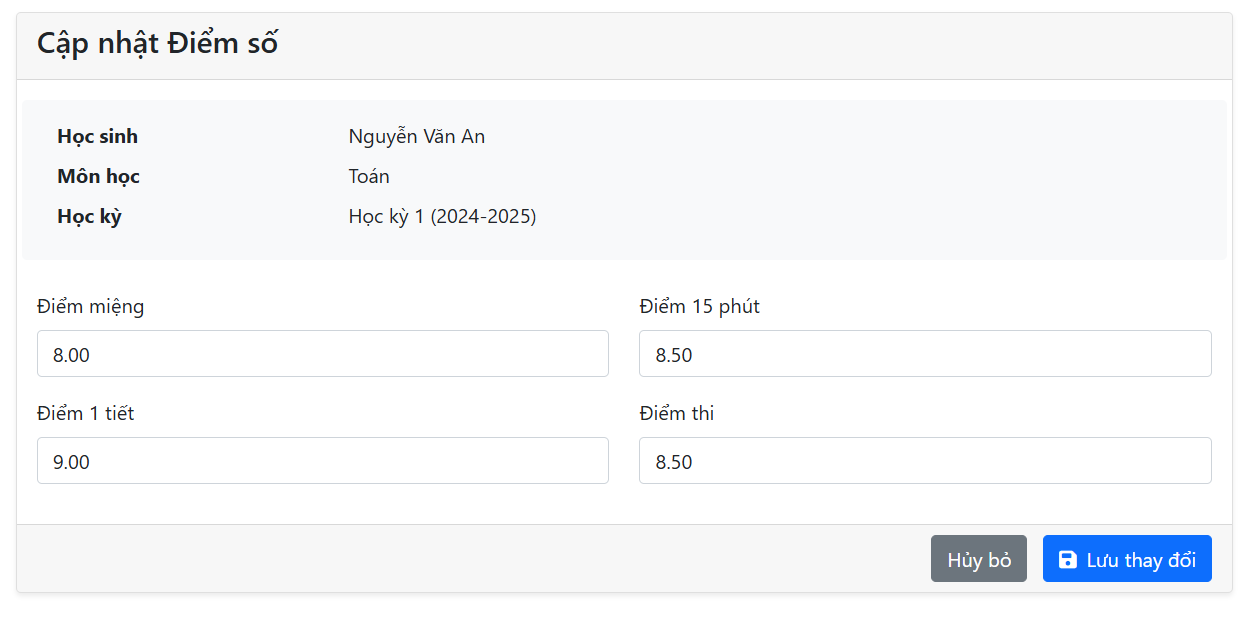 Cập nhật Điểm số
Học sinh Nguyễn Văn An
Môn học Toán
Học kỳ Học kỳ 1 (2024-2025)
Điểm miệng Điểm 15 phút
8.00 8.50
Điểm 1 tiết Điểm thi
9.00 8.50
Hủy bỏ Lưu thay đổi